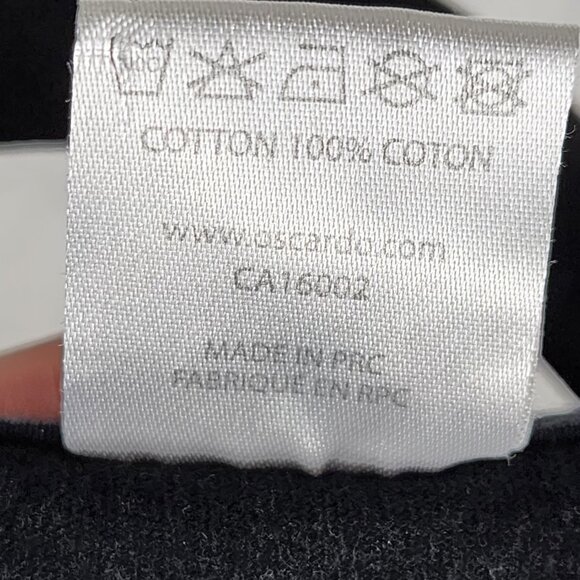 COTTON 100% COTON
www.oscardo.com
CA16002
MADE IN PRC
FABRIQUE EN RPC